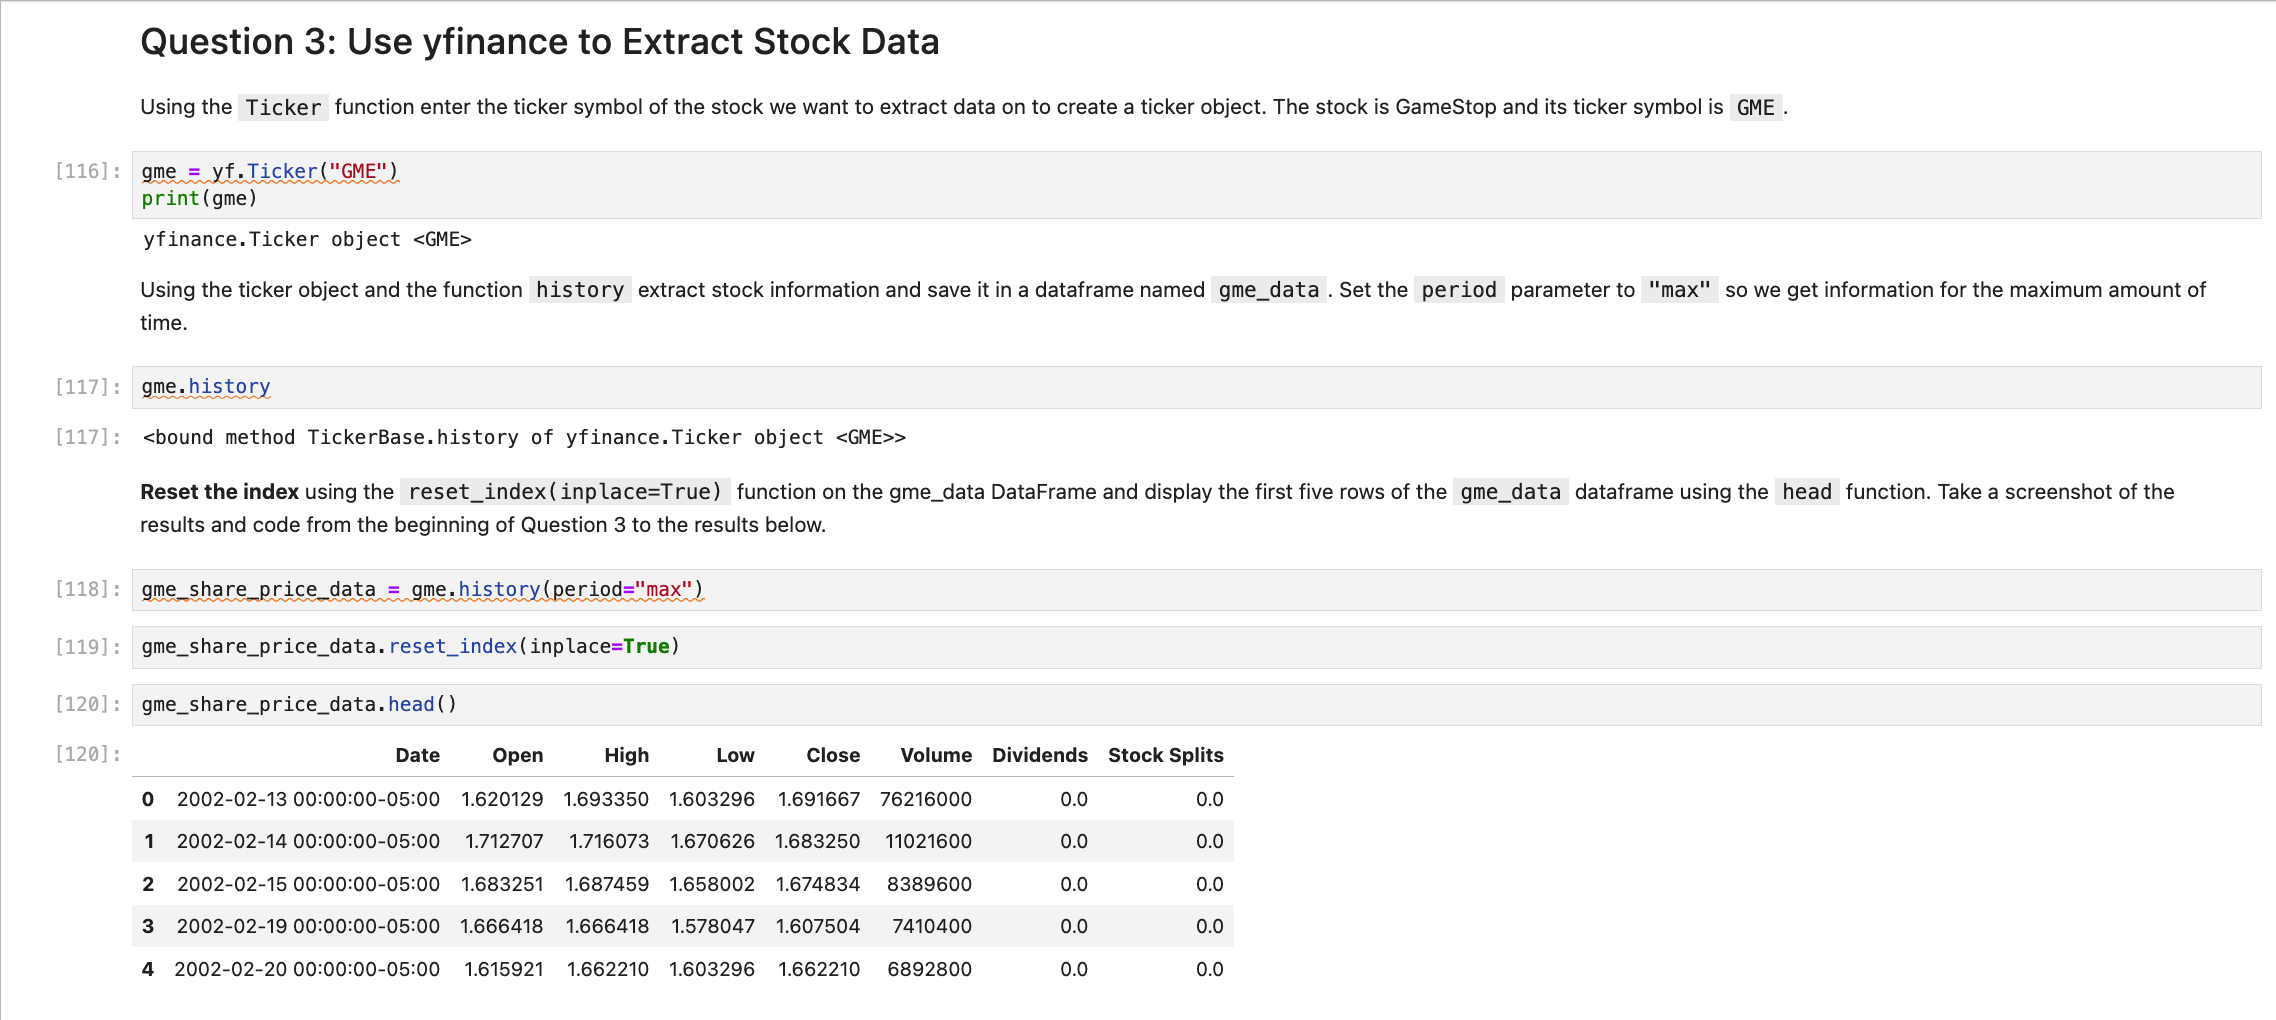 Question 3: Use yfinance to Extract Stock Data
Using the Ticker function enter the ticker symbol of the stock we want to extract data on to create a ticker object. The stock is GameStop and its ticker symbol is GME .
[116]: gme = yf.Ticker("GME")
print(gme)
yfinance.Ticker object <GME>
Using the ticker object and the function history extract stock information and save it in a dataframe named gme_data . Set the period parameter to "max" so we get information for the maximum amount of
time.
[117]: gme.history
[117]: <bound method TickerBase.history of yfinance.Ticker object <GME>>
Reset the index using the reset_index(inplace=True) function on the gme_data DataFrame and display the first five rows of the gme_data dataframe using the head function. Take a screenshot of the
results and code from the beginning of Question 3 to the results below.
[118]: gme_share_price_data = gme.history(period="max")
[119]: gme_share_price_data.reset_index(inplace=True)
[120]: gme_share_price_data.head()
[120]: Date Open High Low Close Volume Dividends Stock Splits
0 2002-02-13 00:00:00-05:00 1.620129 1.693350 1.603296 1.691667 76216000 0.0 0.0
1 2002-02-14 00:00:00-05:00 1.712707 1.716073 1.670626 1.683250 11021600 0.0 0.0
2 2002-02-15 00:00:00-05:00 1.683251 1.687459 1.658002 1.674834 8389600 0.0 0.0
3 2002-02-19 00:00:00-05:00 1.666418 1.666418 1.578047 1.607504 7410400 0.0 0.0
4 2002-02-20 00:00:00-05:00 1.615921 1.662210 1.603296 1.662210 6892800 0.0 0.0